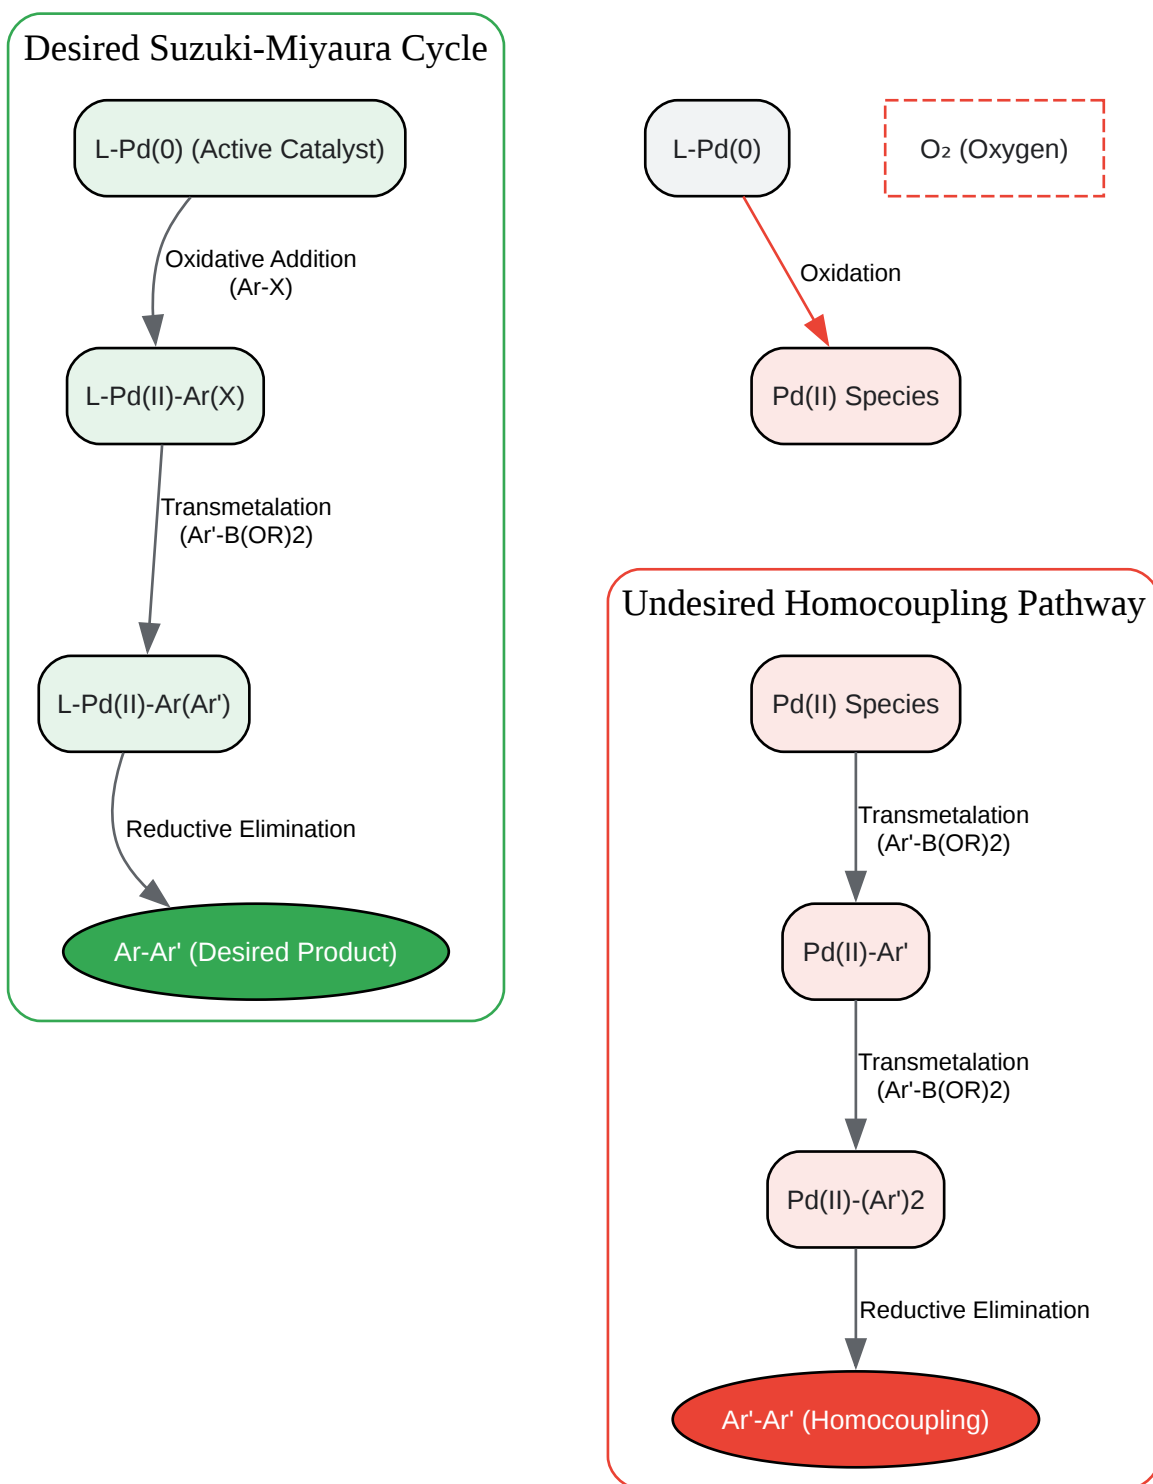 Desired Suzuki-Miyaura Cycle
L-Pd(0) (Active Catalyst)
Oxidative Addition
(Ar-X)
L-Pd(II)-Ar(X)
Transmetalation
(Ar'-B(OR)2)
L-Pd(II)-Ar(Ar')
Reductive Elimination
Ar-Ar' (Desired Product)
L-Pd(0)
O₂ (Oxygen)
Oxidation
Pd(II) Species
Undesired Homocoupling Pathway
Pd(II) Species
Transmetalation
(Ar'-B(OR)2)
Pd(II)-Ar'
Transmetalation
(Ar'-B(OR)2)
Pd(II)-(Ar')2
Reductive Elimination
Ar'-Ar' (Homocoupling)